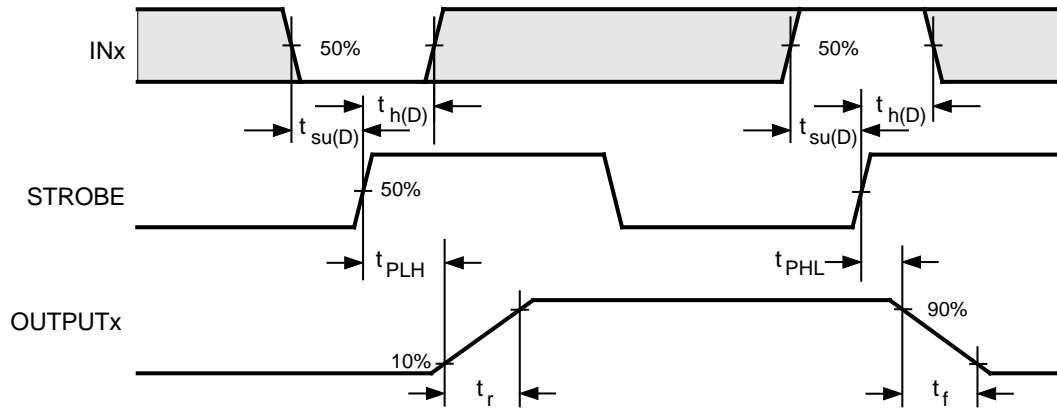 INx
50%
50%
t h(D)
t h(D)
t su(D)
t su(D)
STROBE
50%
t PLH
t PHL
OUTPUTx
90%
10%
t r
t f